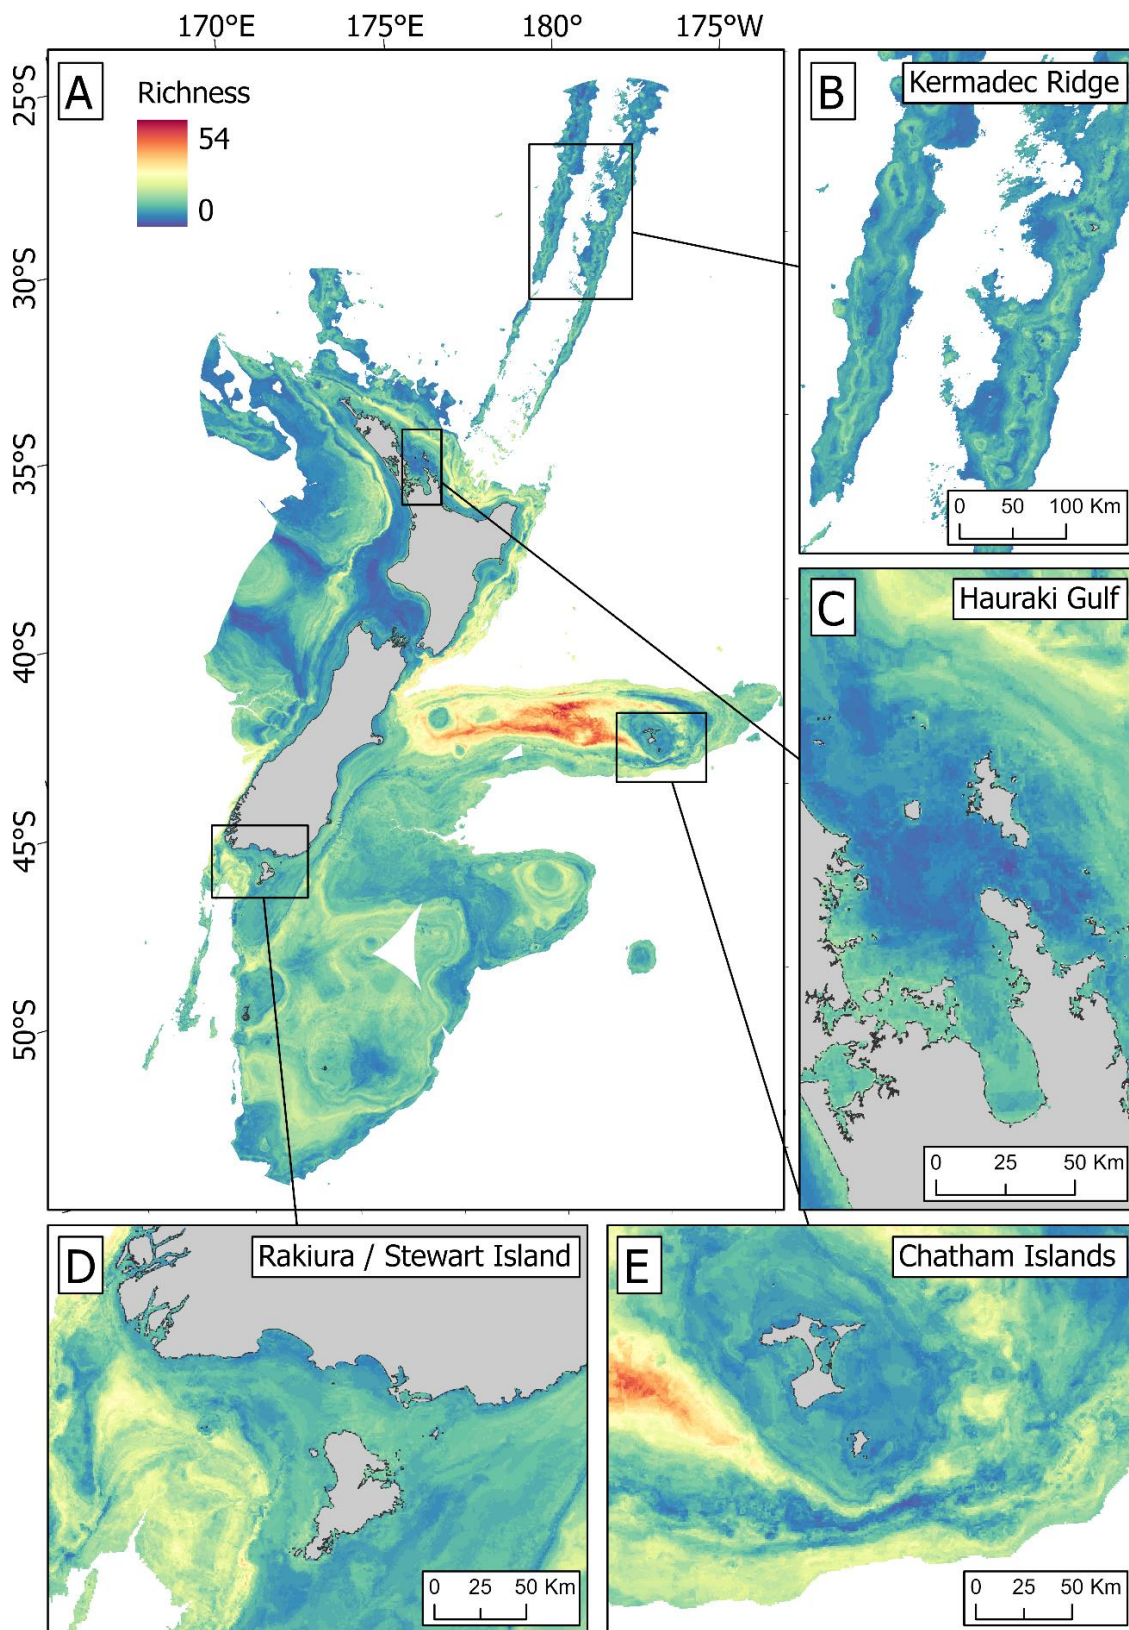 170°E 175°E 180° 175°W
A
Richness
54
0
25°S
30°S
35°S
40°S
45°S
50°S
B
Kermadec Ridge
0 50 100 Km
C
Hauraki Gulf
0 25 50 Km
D
Rakiura / Stewart Island
0 25 50 Km
E
Chatham Islands
0 25 50 Km